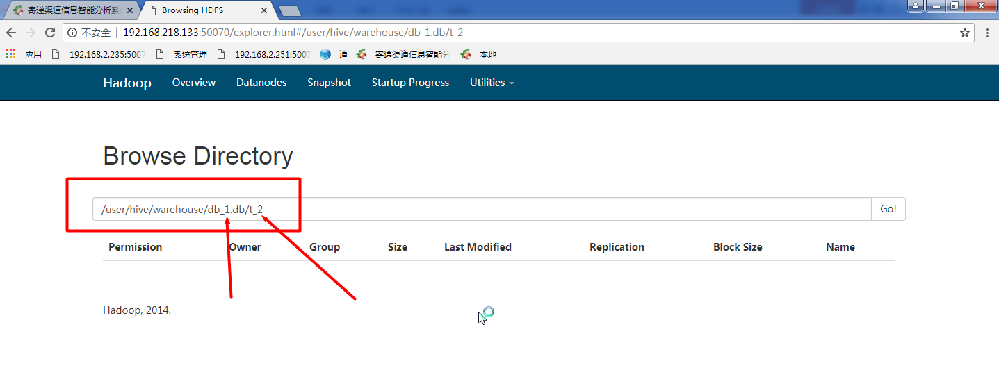 寄递渠道信息智能分析系 Browsing HDFS
不安全 192.168.218.133:50070/explorer.html#/user/hive/warehouse/db_1.db/t_2
应用 192.168.2.235:5007 系统管理 192.168.2.251:5007 道 寄递渠道信息智能分 本地
Hadoop Overview Datanodes Snapshot Startup Progress Utilities
Browse Directory
/user/hive/warehouse/db_1.db/t_2 Go!
Permission Owner Group Size Last Modified Replication Block Size Name
Hadoop, 2014.